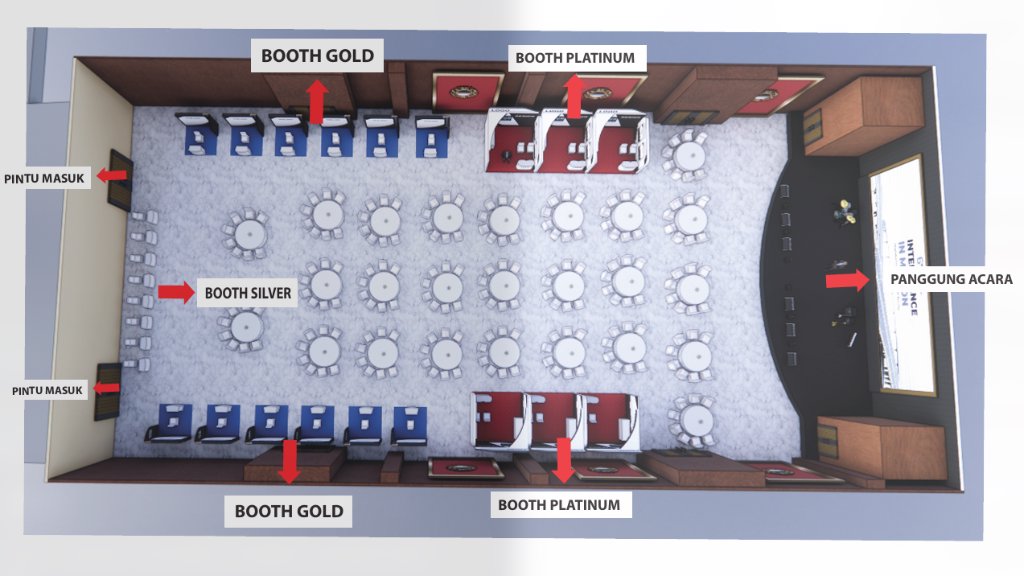 BOOTH GOLD
BOOTH PLATINUM
PINTU MASUK
BOOTH SILVER
PANGGUNG ACARA
PINTU MASUK
BOOTH GOLD
BOOTH PLATINUM